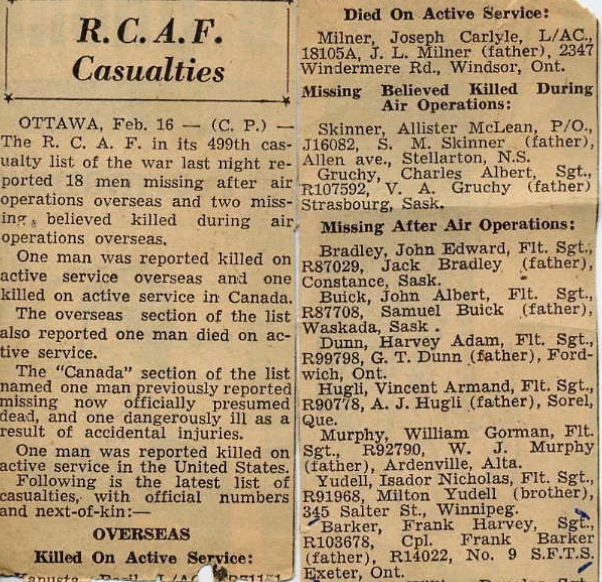 R.C.A.F.
Casualties
OTTAWA, Feb. 16 — (C. P.) —
The R. C. A. F. in its 499th cas-
ualty list of the war last night re-
ported 18 men missing after air
operations overseas and two miss-
ing, believed killed during air
operations overseas.
One man was reported killed on
active service overseas and one
killed on active service in Canada.
The overseas section of the list
also reported one man died on ac-
tive service.
The "Canada" section of the list
named one man previously reported
missing now officially presumed
dead, and one dangerously ill as a
result of accidental injuries.
One man was reported killed on
active service in the United States.
Following is the latest list of
casualties, with official numbers
and next-of-kin:—
OVERSEAS
Killed On Active Service:
Died On Active Service:
Milner, Joseph Carlyle, L/AC.,
18105A, J. L. Milner (father), 2347
Windermere Rd., Windsor, Ont.
Missing Believed Killed During
Air Operations:
Skinner, Allister McLean, P/O.,
J16082, S. M. Skinner (father),
Allen ave., Stellarton, N.S.
Gruchy, Charles Albert, Sgt.,
R107592, V. A. Gruchy (father)
Strasbourg, Sask.
Missing After Air Operations:
Bradley, John Edward, Flt. Sgt.,
R87029, Jack Bradley (father),
Constance, Sask.
Buick, John Albert, Flt. Sgt.,
R87708, Samuel Buick (father),
Waskada, Sask .
Dunn, Harvey Adam, Flt. Sgt.,
R99798, G. T. Dunn (father), Ford-
wich, Ont.
Hugli, Vincent Armand, Flt. Sgt.,
R90778, A. J. Hugli (father), Sorel,
Que.
Murphy, William Gorman, Flt.
Sgt., R92790, W. J. Murphy
(father), Ardenville, Alta.
Yudell, Isador Nicholas, Flt. Sgt.,
R91968, Milton Yudell (brother),
345 Salter St., Winnipeg.
Barker, Frank Harvey, Sgt.,
R103678, Cpl. Frank Barker
(father), R14022, No. 9 S.F.T.S.
Exeter, Ont.